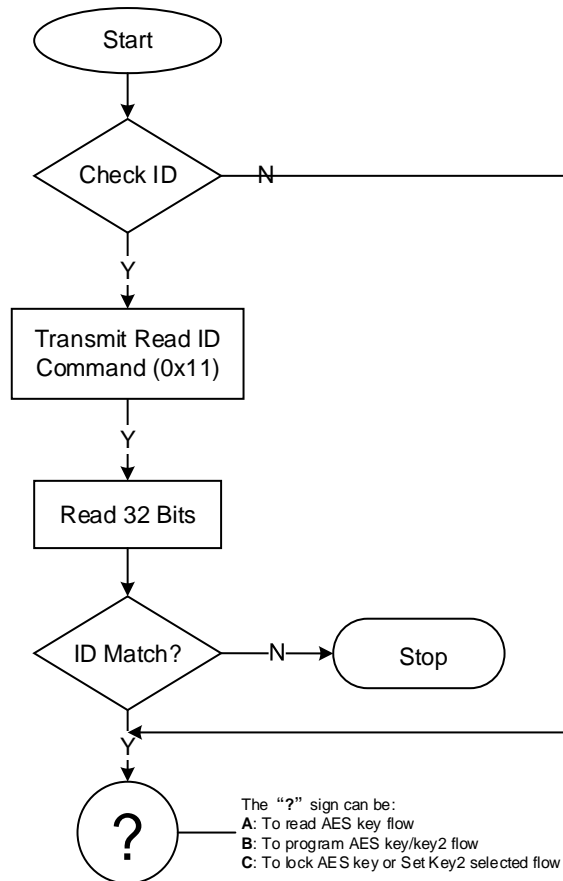 Start
Check ID
N
Y
Transmit Read ID
Command (0x11)
Y
Read 32 Bits
ID Match?
N
Stop
Y
?
The “?” sign can be:
A: To read AES key flow
B: To program AES key/key2 flow
C: To lock AES key or Set Key2 selected flow